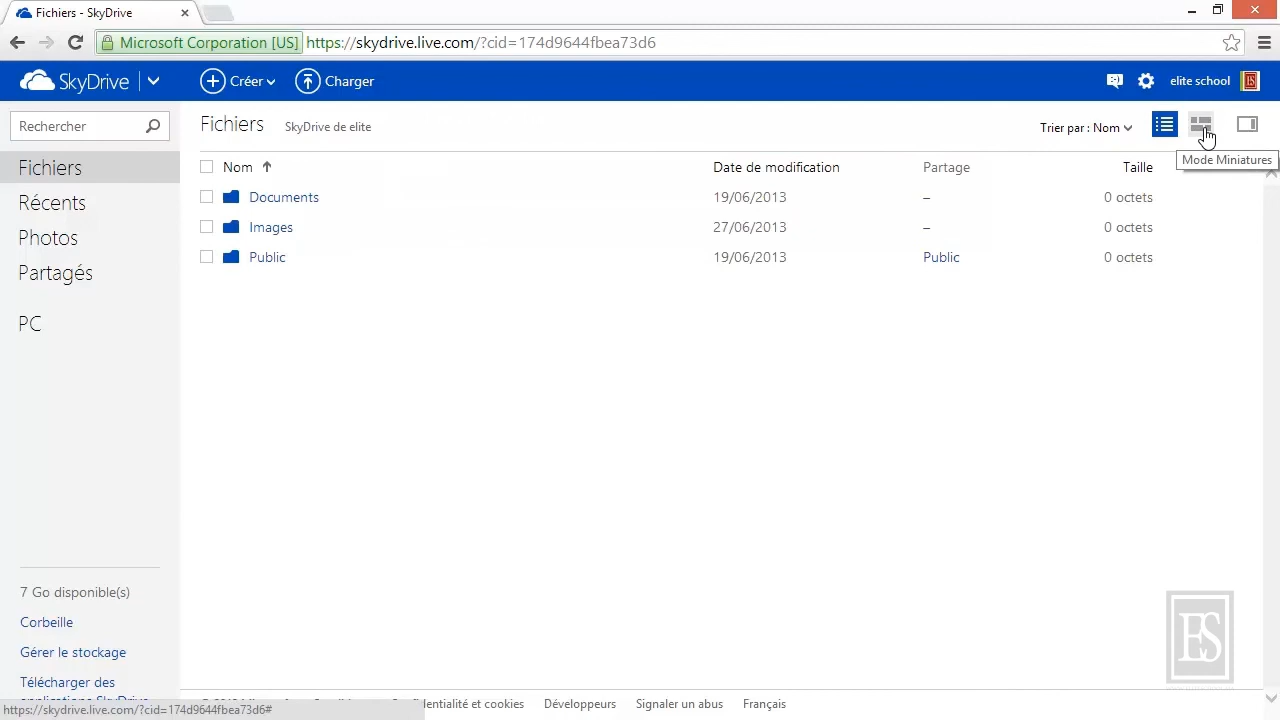 Fichiers - SkyDrive
Microsoft Corporation [US] https://skydrive.live.com/?cid=174d9644fbea73d6
SkyDrive Créer Charger elite school ES
Rechercher
Fichiers SkyDrive de elite Trier par : Nom
Mode Miniatures
Nom Date de modification Partage Taille
Documents 19/06/2013 – 0 octets
Images 27/06/2013 – 0 octets
Public 19/06/2013 Public 0 octets
Fichiers
Récents
Photos
Partagés
PC
7 Go disponible(s)
Corbeille
Gérer le stockage
Télécharger des
applications SkyDrive
https://skydrive.live.com/?cid=174d9644fbea73d6#
et cookies Développeurs Signaler un abus Français
ES